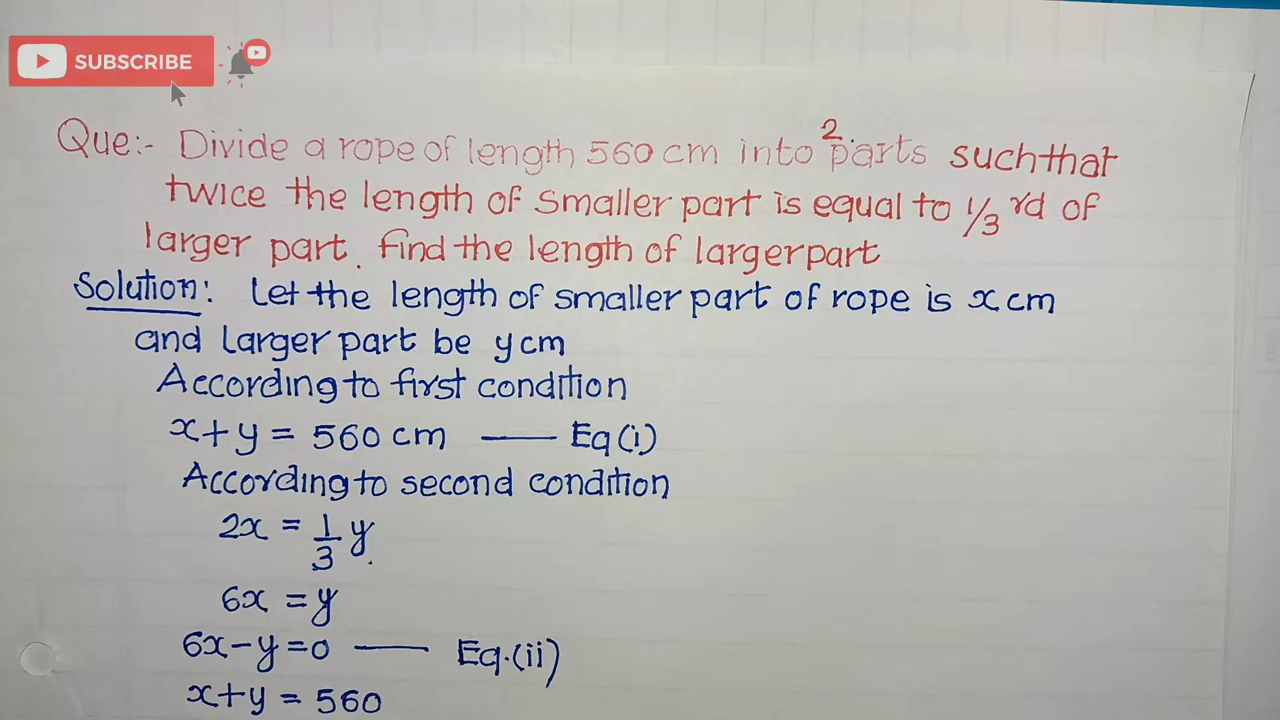 SUBSCRIBE
Que:- Divide a rope of length 560 cm into 2 parts such that
twice the length of smaller part is equal to 1/3 rd of
larger part. find the length of larger part
Solution: Let the length of smaller part of rope is x cm
and larger part be y cm
According to first condition
x+y = 560 cm —— Eq(i)
According to second condition
2x = 1/3 y
6x = y
6x-y=0 —— Eq.(ii)
x+y = 560